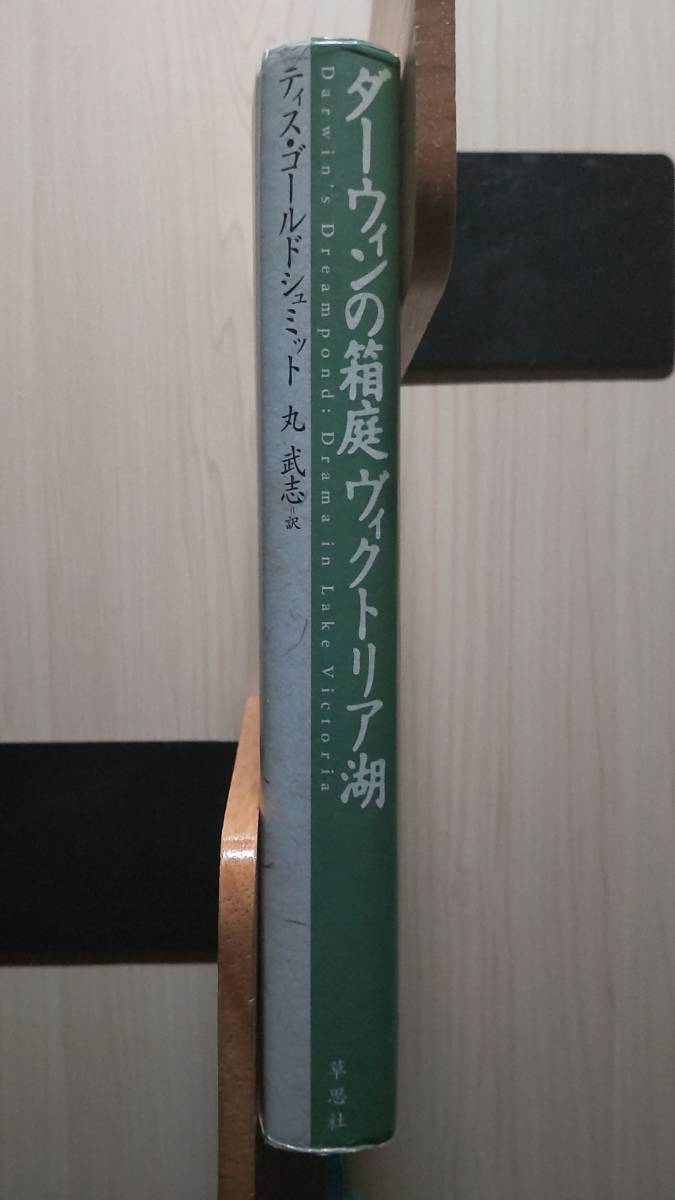 ダーウィンの箱庭 ヴィクトリア湖
Darwin's Dreampond: Drama in Lake Victoria
ティス・ゴールドシュミット 丸 武志=訳
草思社